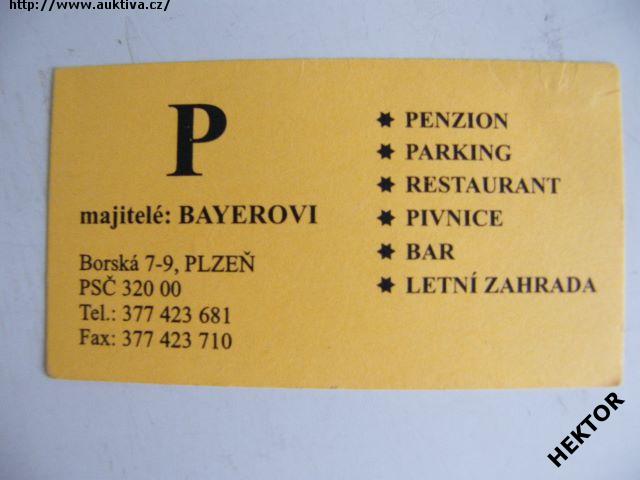 http://www.auktiva.cz/
P
majitelé: BAYEROVI
Borská 7-9, PLZEŇ
PSČ 320 00
Tel.: 377 423 681
Fax: 377 423 710
✷ PENZION
✷ PARKING
✷ RESTAURANT
✷ PIVNICE
✷ BAR
✷ LETNÍ ZAHRADA
HEKTOR